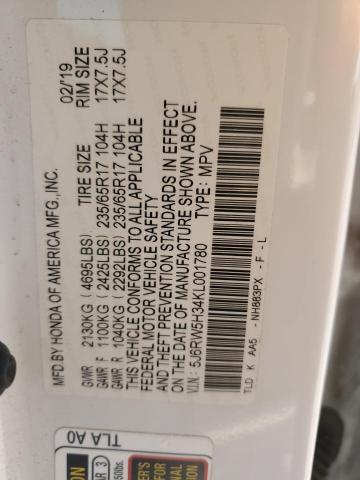 MFD.BY HONDA OF AMERICA MFG.,INC. 02/'19
TIRE SIZE RIM SIZE
GVWR 2130KG ( 4695LBS)
GAWR F 1100KG ( 2425LBS) 235/65R17 104H 17X7.5J
GAWR R 1040KG ( 2292LBS) 235/65R17 104H 17X7.5J
THIS VEHICLE CONFORMS TO ALL APPLICABLE
FEDERAL MOTOR VEHICLE SAFETY
AND THEFT PREVENTION STANDARDS IN EFFECT
ON THE DATE OF MANUFACTURE SHOWN ABOVE.
V.I.N.: 5J6RW5H34KL001780 TYPE: MPV
TLD K AA5 - NH883PX - F - L
TLA A0